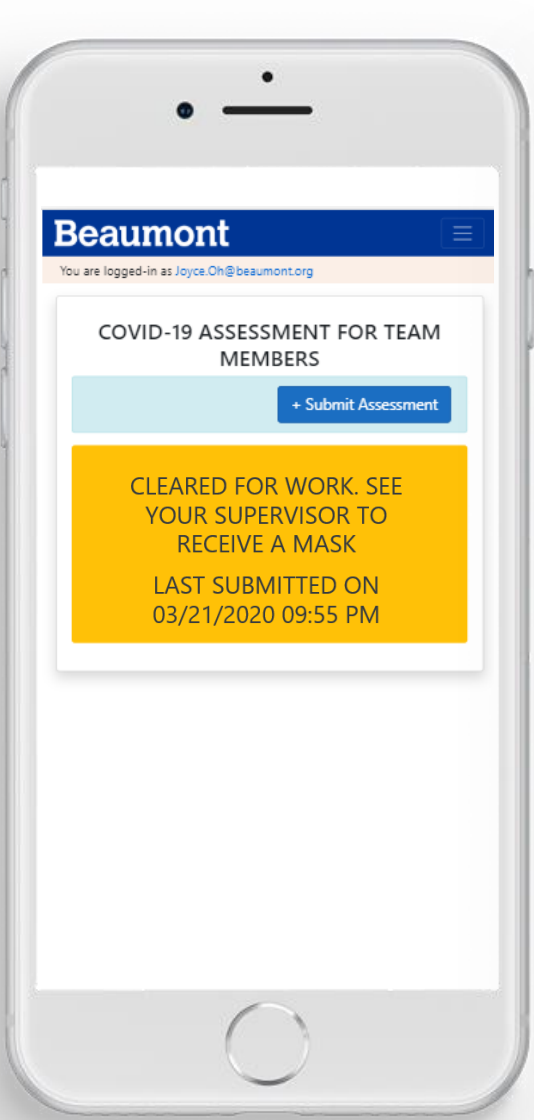 Beaumont
You are logged-in as Joyce.Oh@beaumont.org
COVID-19 ASSESSMENT FOR TEAM
MEMBERS
+ Submit Assessment
CLEARED FOR WORK. SEE
YOUR SUPERVISOR TO
RECEIVE A MASK
LAST SUBMITTED ON
03/21/2020 09:55 PM